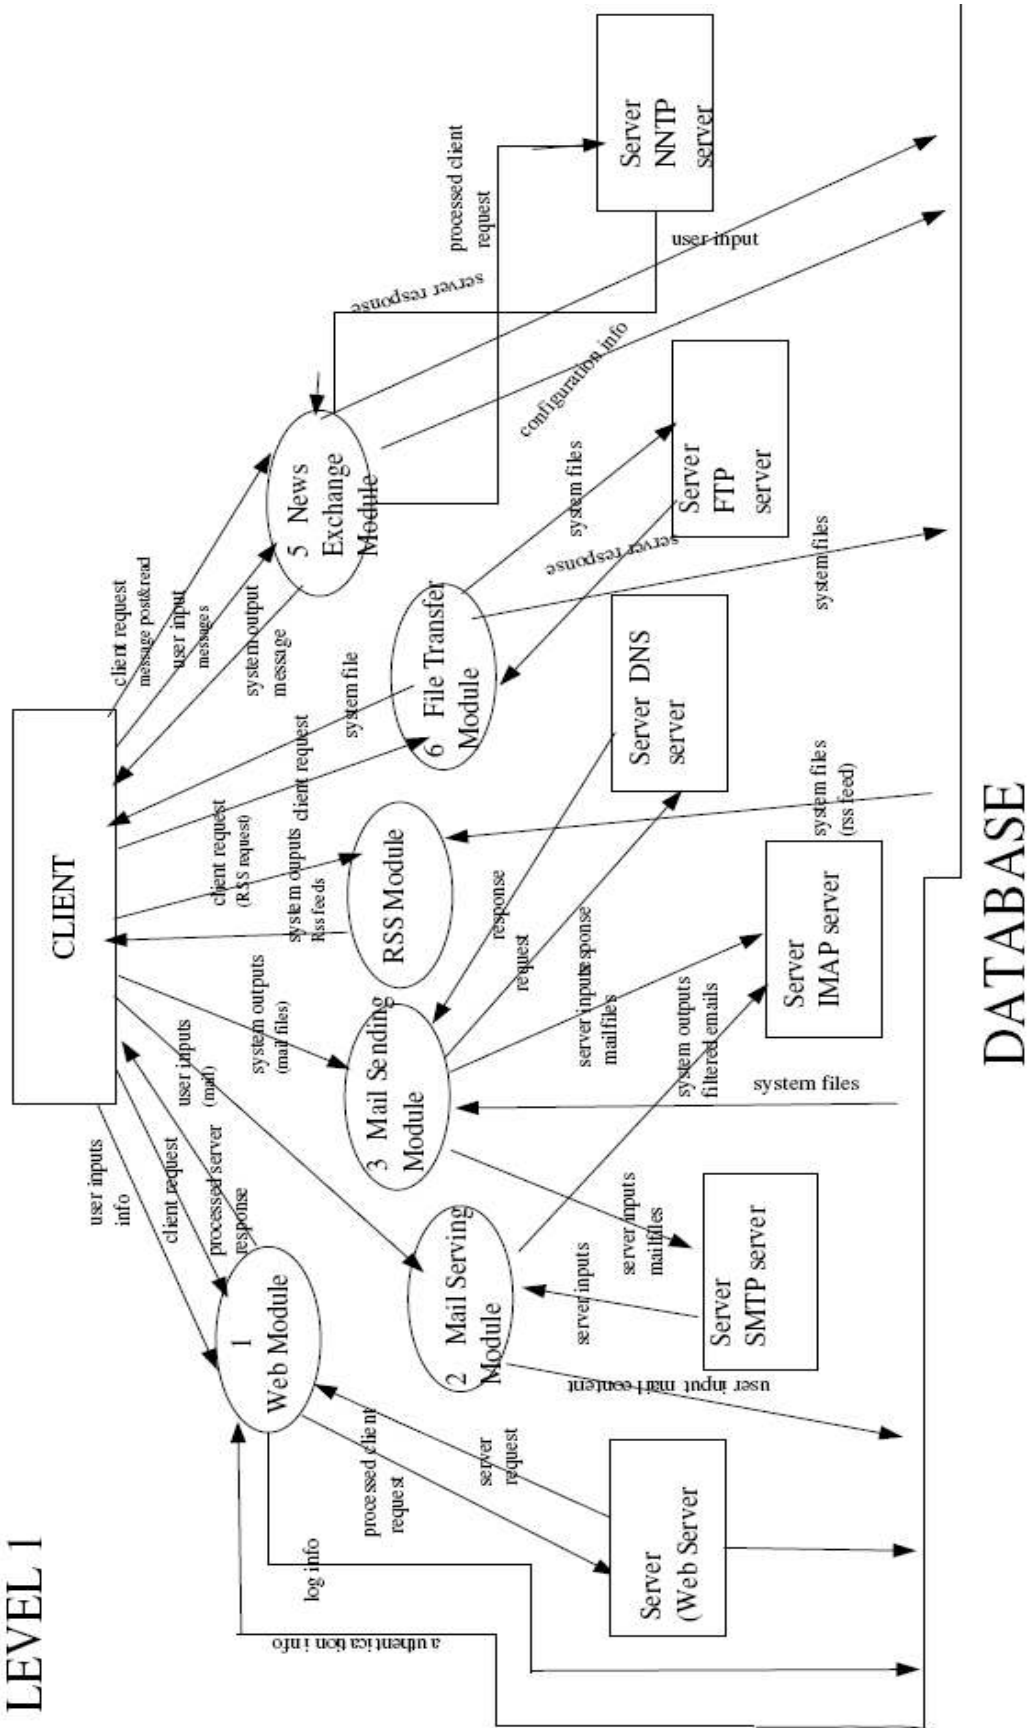 LEVEL 1
CLIENT
user inputs
info
client request
processed server
response
user inputs
(mail)
system outputs
(mail files)
system ouputs
Rss feeds
client request
(RSS request)
client request
system file
client request
message post&read
user input
messages
system output
message
1
Web Module
2 Mail Serving
Module
3 Mail Sending
Module
RSS Module
6 File Transfer
Module
5 News
Exchange
Module
authentication info
log info
processed client
request
server
request
user input mail content
server inputs
server inputs
mailfiles
system outputs
filtered emails
server inputs
mailfiles
request
response
system files
system files
(rss feed)
server response
system files
system files
configuration info
user input
server response
processed client
request
Server
(Web Server
Server
SMTP server
Server
IMAP server
Server DNS
server
Server
FTP
server
Server
NNTP
server
DATABASE